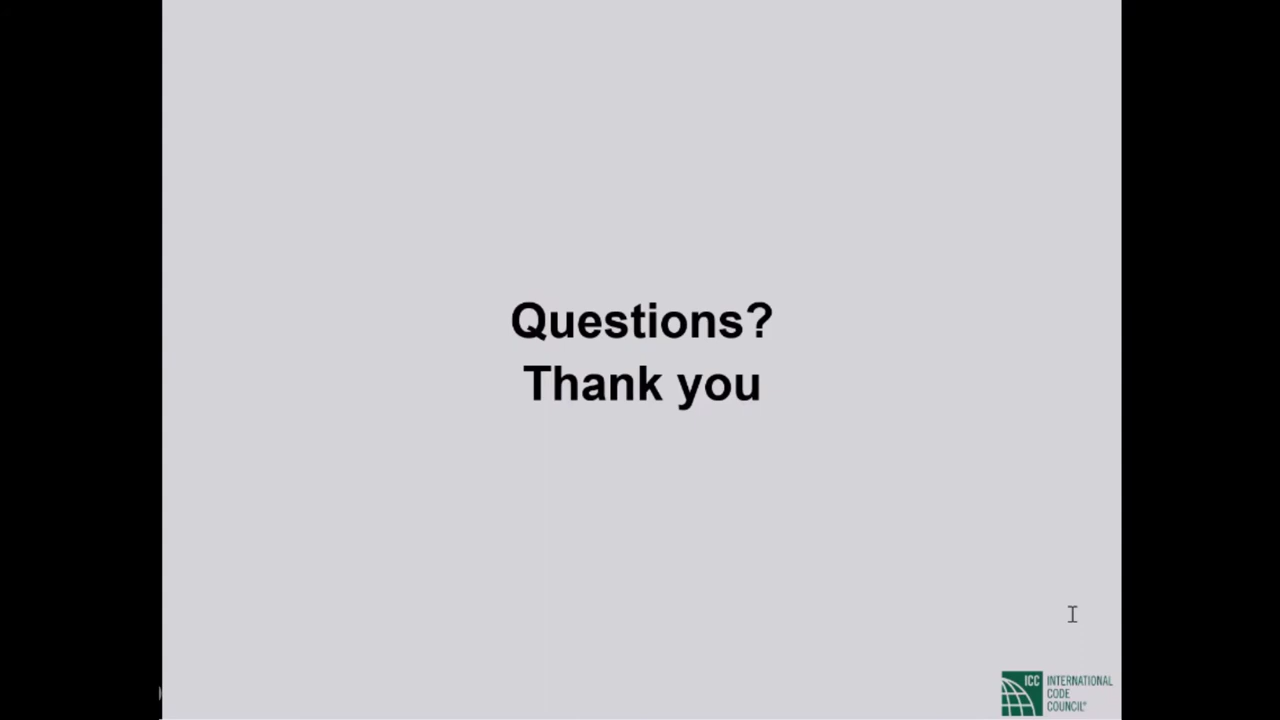 Questions?
Thank you
ICC
INTERNATIONAL
CODE
COUNCIL®